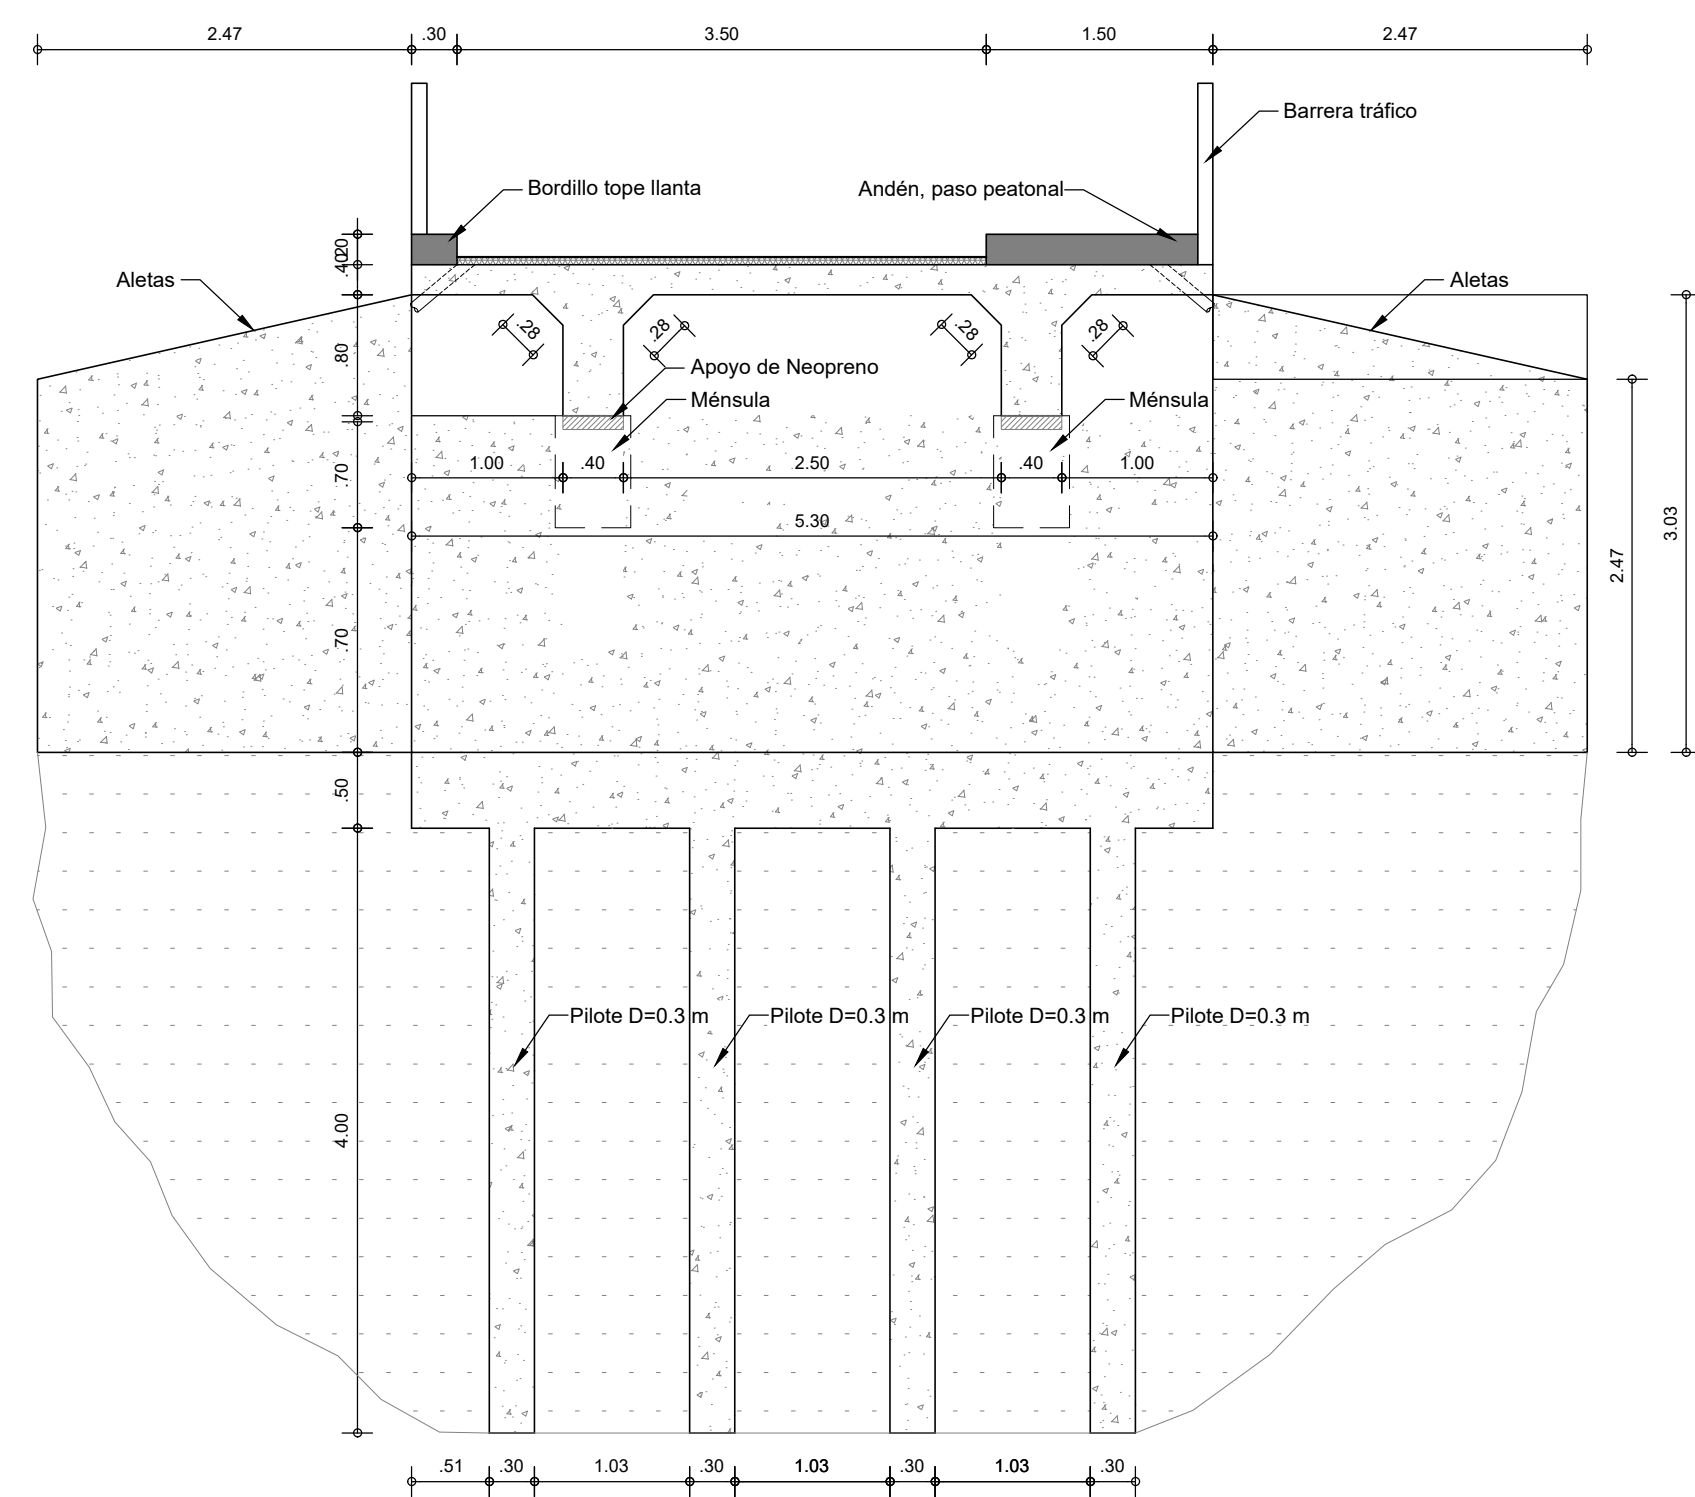 2.47
.30
3.50
1.50
2.47
Barrera tráfico
Bordillo tope llanta
Andén, paso peatonal
Aletas
Aletas
.28
.28
.28
.28
.80
Apoyo de Neopreno
Ménsula
Ménsula
1.00
.40
2.50
.40
1.00
.70
5.30
3.03
2.47
.70
.50
Pilote D=0.3 m
Pilote D=0.3 m
Pilote D=0.3 m
Pilote D=0.3 m
4.00
.51
.30
1.03
.30
1.03
.30
1.03
.30